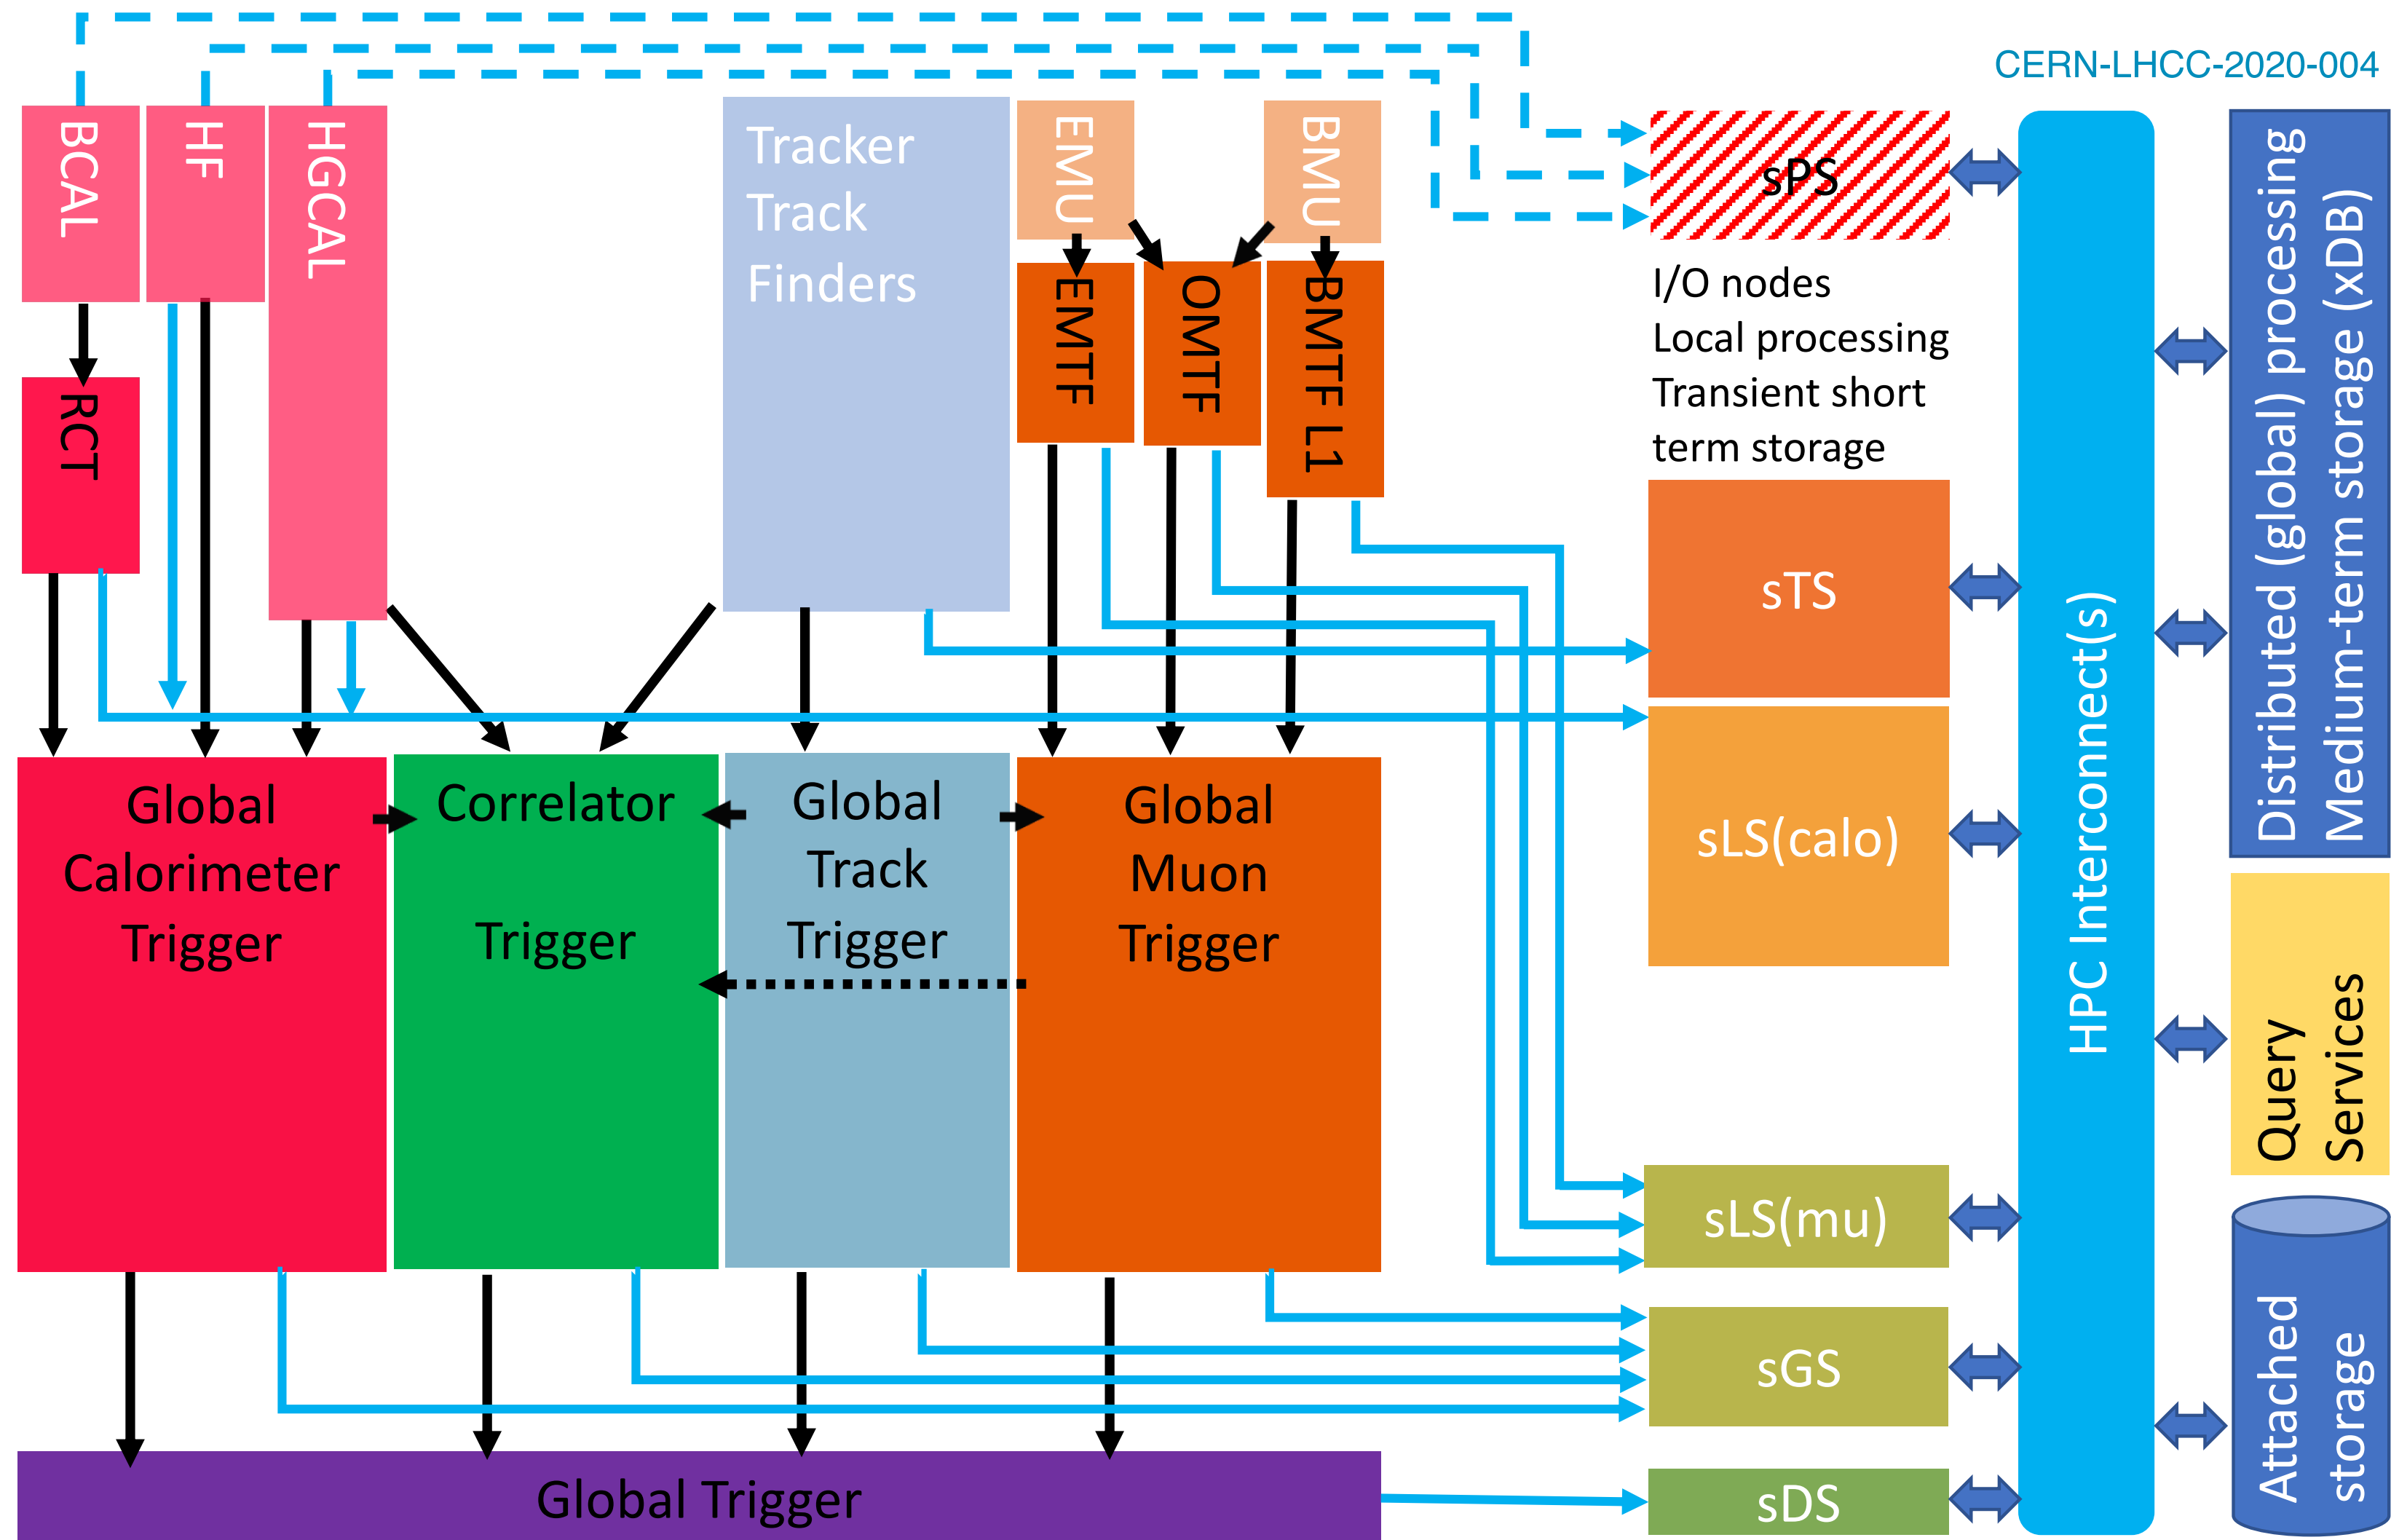 CERN-LHCC-2020-004
BCAL
HF
HGCAL
Tracker
Track
Finders
EMU
BMU
sPS
RCT
EMTF
OMTF
BMTF L1
I/O nodes
Local processing
Transient short
term storage
sTS
sLS(calo)
Global
Calorimeter
Trigger
Correlator
Trigger
Global
Track
Trigger
Global
Muon
Trigger
sLS(mu)
sGS
Global Trigger
sDS
HPC Interconnect(s)
Distributed (global) processing
Medium-term storage (xDB)
Query
Services
Attached
storage